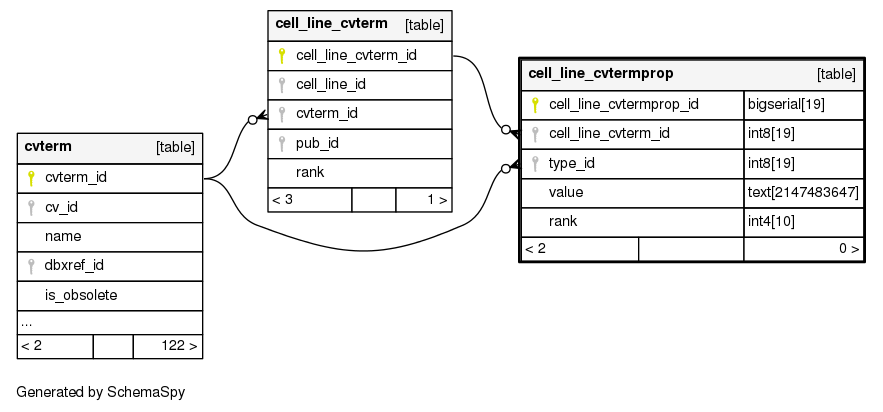 cell_line_cvterm [table]
cell_line_cvterm_id
cell_line_id
cvterm_id
pub_id
rank
< 3 1 >
cell_line_cvtermprop [table]
cell_line_cvtermprop_id bigserial[19]
cell_line_cvterm_id int8[19]
type_id int8[19]
value text[2147483647]
rank int4[10]
< 2 0 >
cvterm [table]
cvterm_id
cv_id
name
dbxref_id
is_obsolete
...
< 2 122 >
Generated by SchemaSpy